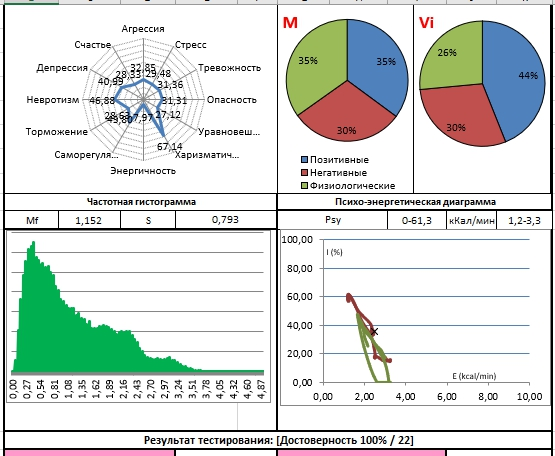 Агрессия
Счастье
Стресс
32,85
28,33
29,48
Депрессия
Тревожность
40,99
31,36
Невротизм
46,88
31,31
Опасность
28,63
27,12
Торможение
43,80
7,97
Уравновеш...
67,14
Саморегуля...
Харизматич...
Энергичность
M
35%
35%
30%
Vi
26%
44%
30%
Позитивные
Негативные
Физиологические
Частотная гистограмма
Mf 1,152 S 0,793
0,00 0,27 0,54 0,81 1,08 1,35 1,62 1,89 2,16 2,43 2,70 2,97 3,24 3,51 3,78 4,05 4,32 4,60 4,87
Психо-энергетическая диаграмма
Psy 0-61,3 кКал/мин 1,2-3,3
100,00
I (%)
80,00
60,00
40,00
20,00
E (kcal/min)
0,00
0,00 2,00 4,00 6,00 8,00 10,00
Результат тестирования: [Достоверность 100% / 22]